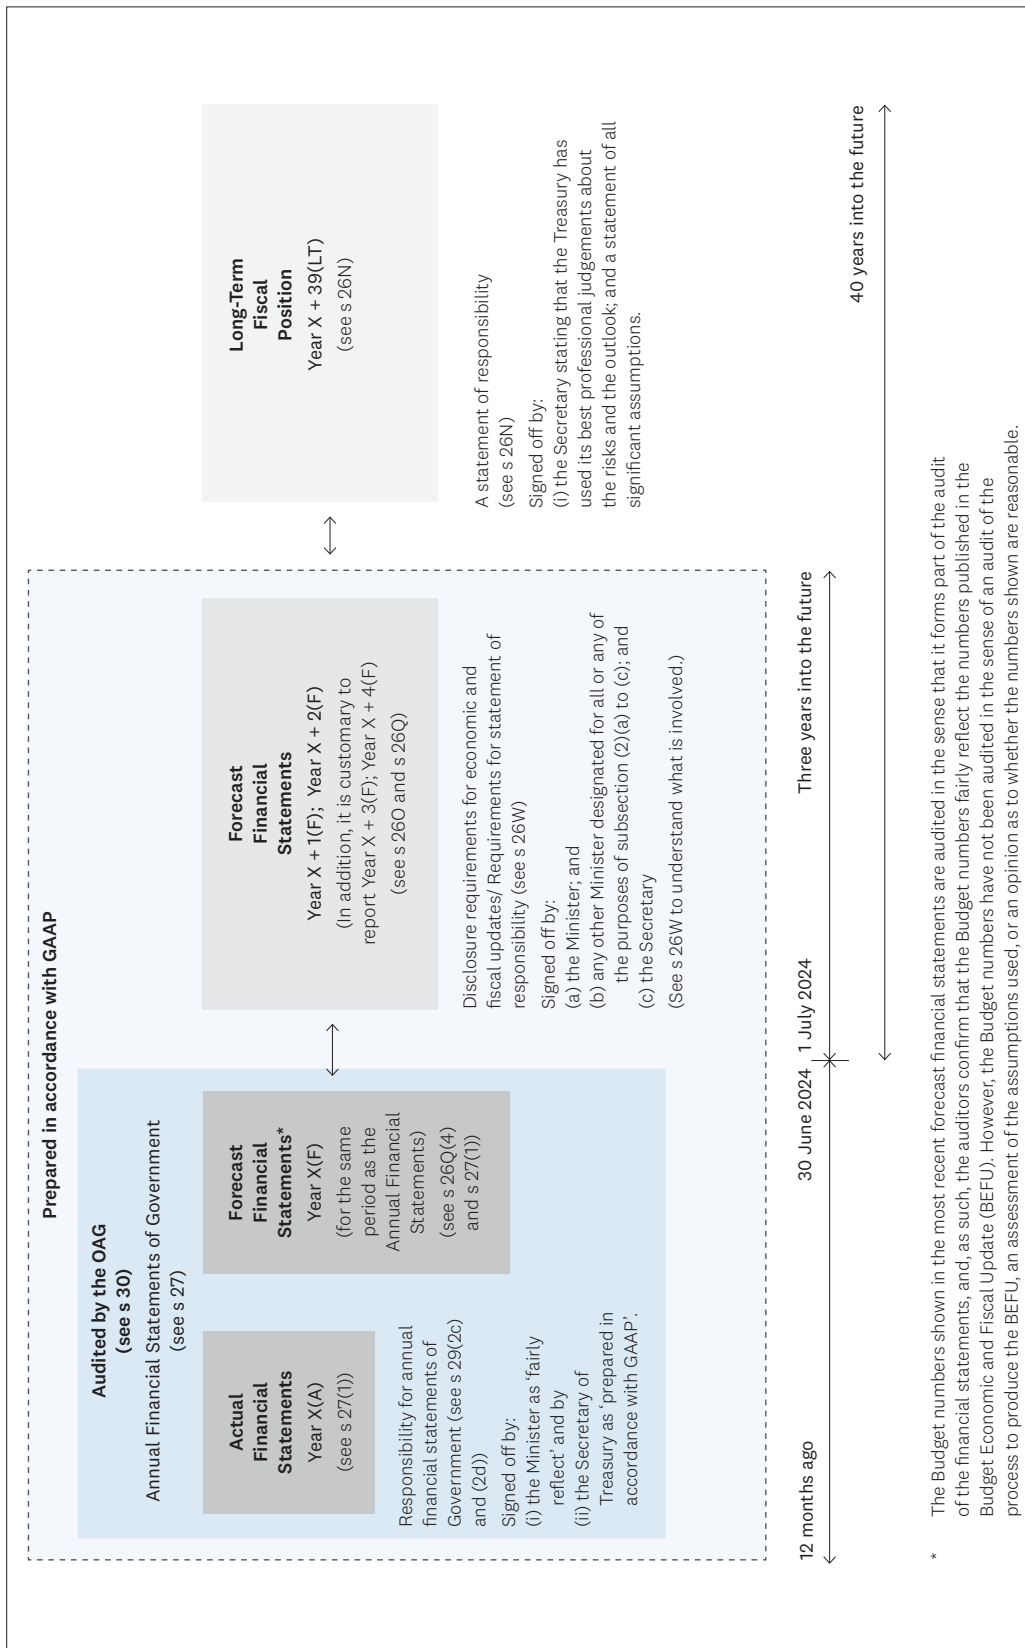 Prepared in accordance with GAAP
Audited by the OAG
(see s 30)
Annual Financial Statements of Government
(see s 27)
Actual
Financial
Statements
Year X(A)
(see s 27(1))
Responsibility for annual
financial statements of
Government (see s 29(2c)
and (2d))
Signed off by:
(i) the Minister as ‘fairly
reflect’ and by
(ii) the Secretary of
Treasury as ‘prepared in
accordance with GAAP’.
Forecast
Financial
Statements*
Year X(F)
(for the same
period as the
Annual Financial
Statements)
(see s 26Q(4)
and s 27(1))
Forecast
Financial
Statements
Year X + 1(F); Year X + 2(F)
(In addition, it is customary to
report Year X + 3(F); Year X + 4(F)
(see s 26O and s 26Q)
Disclosure requirements for economic and
fiscal updates/ Requirements for statement of
responsibility (see s 26W)
Signed off by:
(a) the Minister; and
(b) any other Minister designated for all or any of
the purposes of subsection (2)(a) to (c); and
(c) the Secretary
(See s 26W to understand what is involved.)
Long-Term
Fiscal
Position
Year X + 39(LT)
(see s 26N)
A statement of responsibility
(see s 26N)
Signed off by:
(i) the Secretary stating that the Treasury has
used its best professional judgements about
the risks and the outlook; and a statement of all
significant assumptions.
12 months ago
30 June 2024
1 July 2024
Three years into the future
40 years into the future
* The Budget numbers shown in the most recent forecast financial statements are audited in the sense that it forms part of the audit
of the financial statements, and, as such, the auditors confirm that the Budget numbers fairly reflect the numbers published in the
Budget Economic and Fiscal Update (BEFU). However, the Budget numbers have not been audited in the sense of an audit of the
process to produce the BEFU, an assessment of the assumptions used, or an opinion as to whether the numbers shown are reasonable.